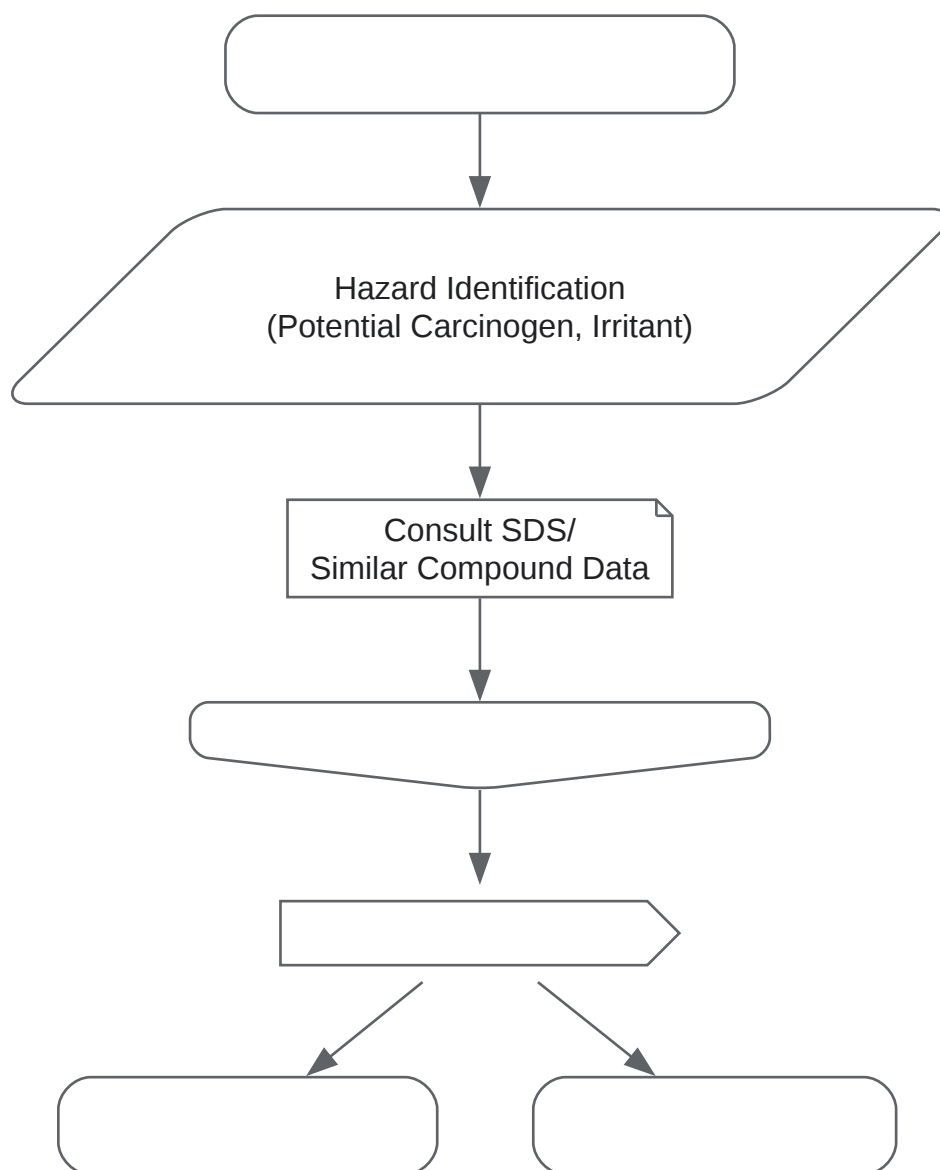 Hazard Identification
(Potential Carcinogen, Irritant)
Consult SDS/
Similar Compound Data